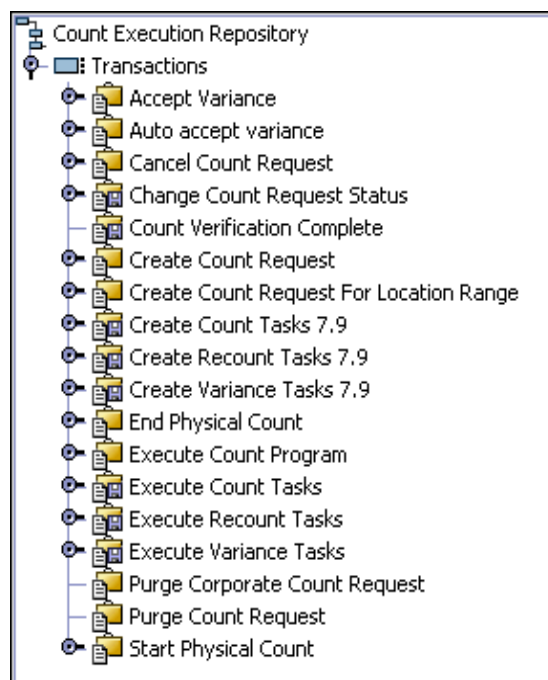 Count Execution Repository
Transactions
Accept Variance
Auto accept variance
Cancel Count Request
Change Count Request Status
Count Verification Complete
Create Count Request
Create Count Request For Location Range
Create Count Tasks 7.9
Create Recount Tasks 7.9
Create Variance Tasks 7.9
End Physical Count
Execute Count Program
Execute Count Tasks
Execute Recount Tasks
Execute Variance Tasks
Purge Corporate Count Request
Purge Count Request
Start Physical Count